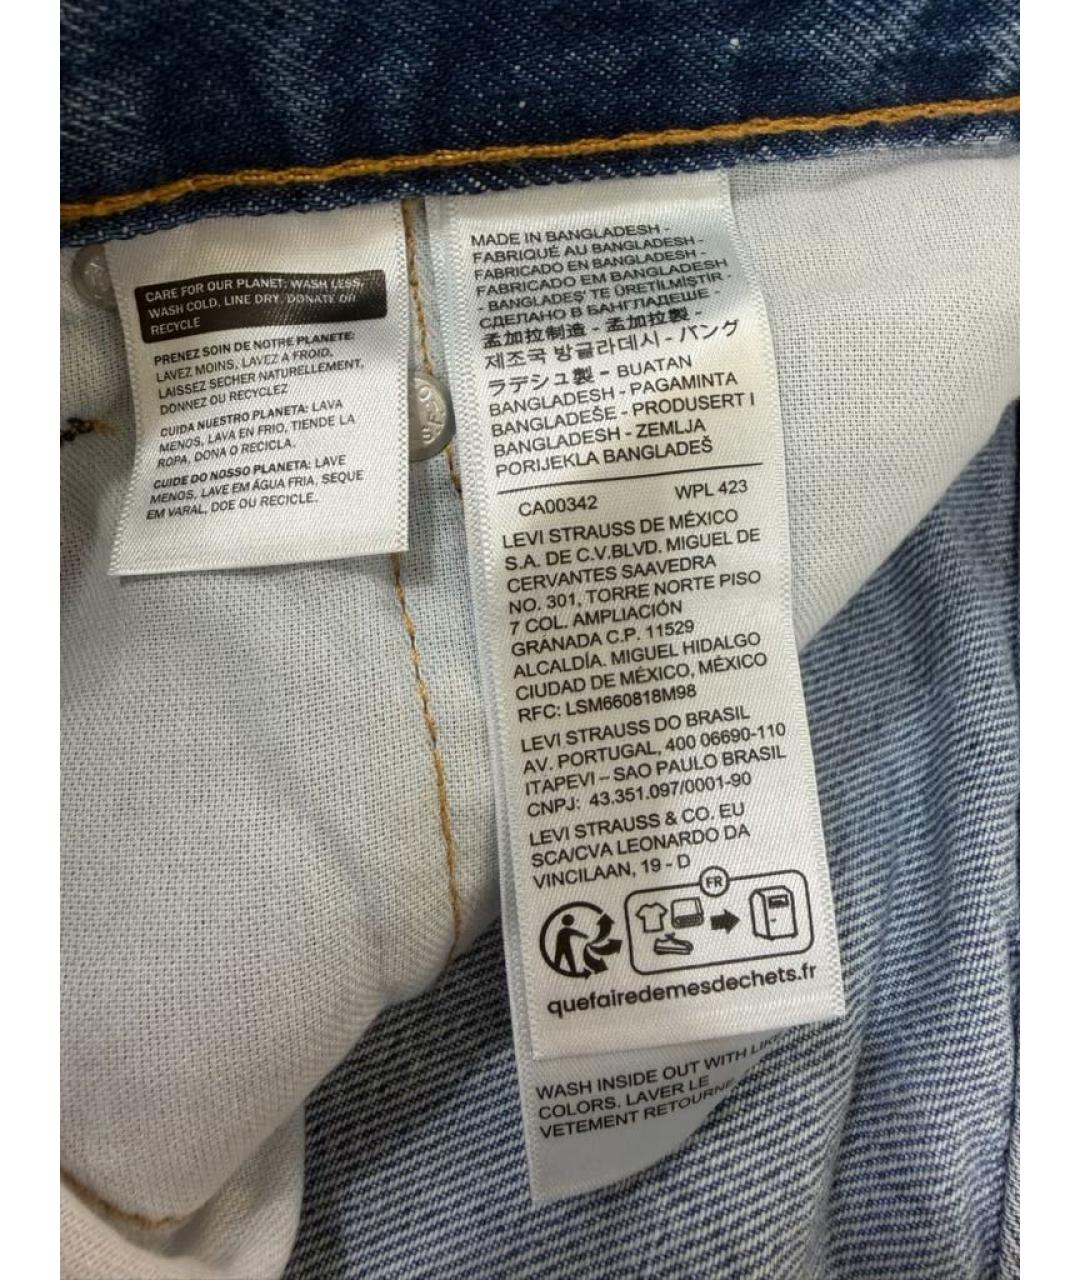 CARE FOR OUR PLANET: WASH LESS,
WASH COLD, LINE DRY, DONATE OR
RECYCLE
PRENEZ SOIN DE NOTRE PLANETE:
LAVEZ MOINS, LAVEZ A FROID,
LAISSEZ SECHER NATURELLEMENT,
DONNEZ OU RECYCLEZ
CUIDA NUESTRO PLANETA: LAVA
MENOS, LAVA EN FRIO, TIENDE LA
ROPA, DONA O RECICLA.
GUIDE DO NOSSO PLANETA: LAVE
MENOS, LAVE EM ÁGUA FRIA, SEQUE
EM VARAL, DOE OU RECICLE.
MADE IN BANGLADESH -
FABRIQUÉ AU BANGLADESH -
FABRICADO EN BANGLADESH -
FABRICADO EM BANGLADESH
- BANGLADEŞ' TE ÜRETİLMİŞTİR -
СДЕЛАНО В БАНГЛАДЕШЕ -
孟加拉制造 - 孟加拉製 -
제조국 방글라데시 - バング
ラデシュ製 - BUATAN
BANGLADESH - PAGAMINTA
BANGLADEŠE - PRODUSERT I
BANGLADESH - ZEMLJA
PORIJEKLA BANGLADEŠ
CA00342 WPL 423
LEVI STRAUSS DE MÉXICO
S.A. DE C.V.BLVD. MIGUEL DE
CERVANTES SAAVEDRA
NO. 301, TORRE NORTE PISO
7 COL. AMPLIACIÓN
GRANADA C.P. 11529
ALCALDÍA. MIGUEL HIDALGO
CIUDAD DE MÉXICO, MÉXICO
RFC: LSM660818M98
LEVI STRAUSS DO BRASIL
AV. PORTUGAL, 400 06690-110
ITAPEVI – SAO PAULO BRASIL
CNPJ: 43.351.097/0001-90
LEVI STRAUSS & CO. EU
SCA/CVA LEONARDO DA
VINCILAAN, 19 - D
FR
quefairedemesdechets.fr
WASH INSIDE OUT WITH LIKE
COLORS. LAVER LE
VETEMENT RETOURNE